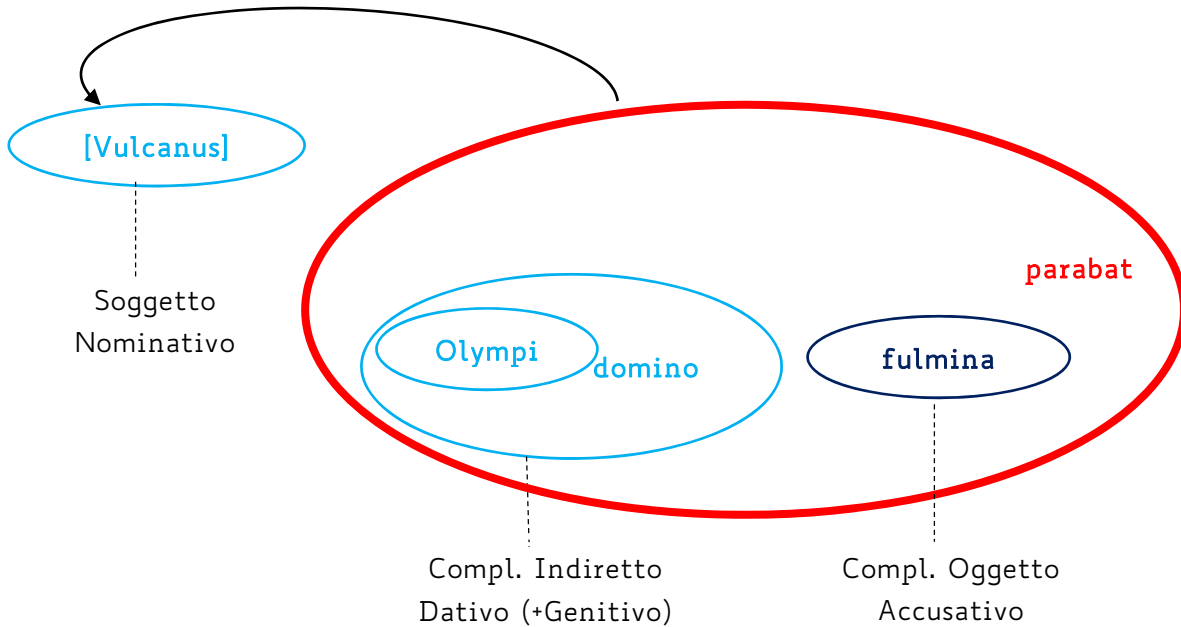 [Vulcanus]
parabat
Soggetto
Nominativo
Olympi
domino
fulmina
Compl. Indiretto
Dativo (+Genitivo)
Compl. Oggetto
Accusativo